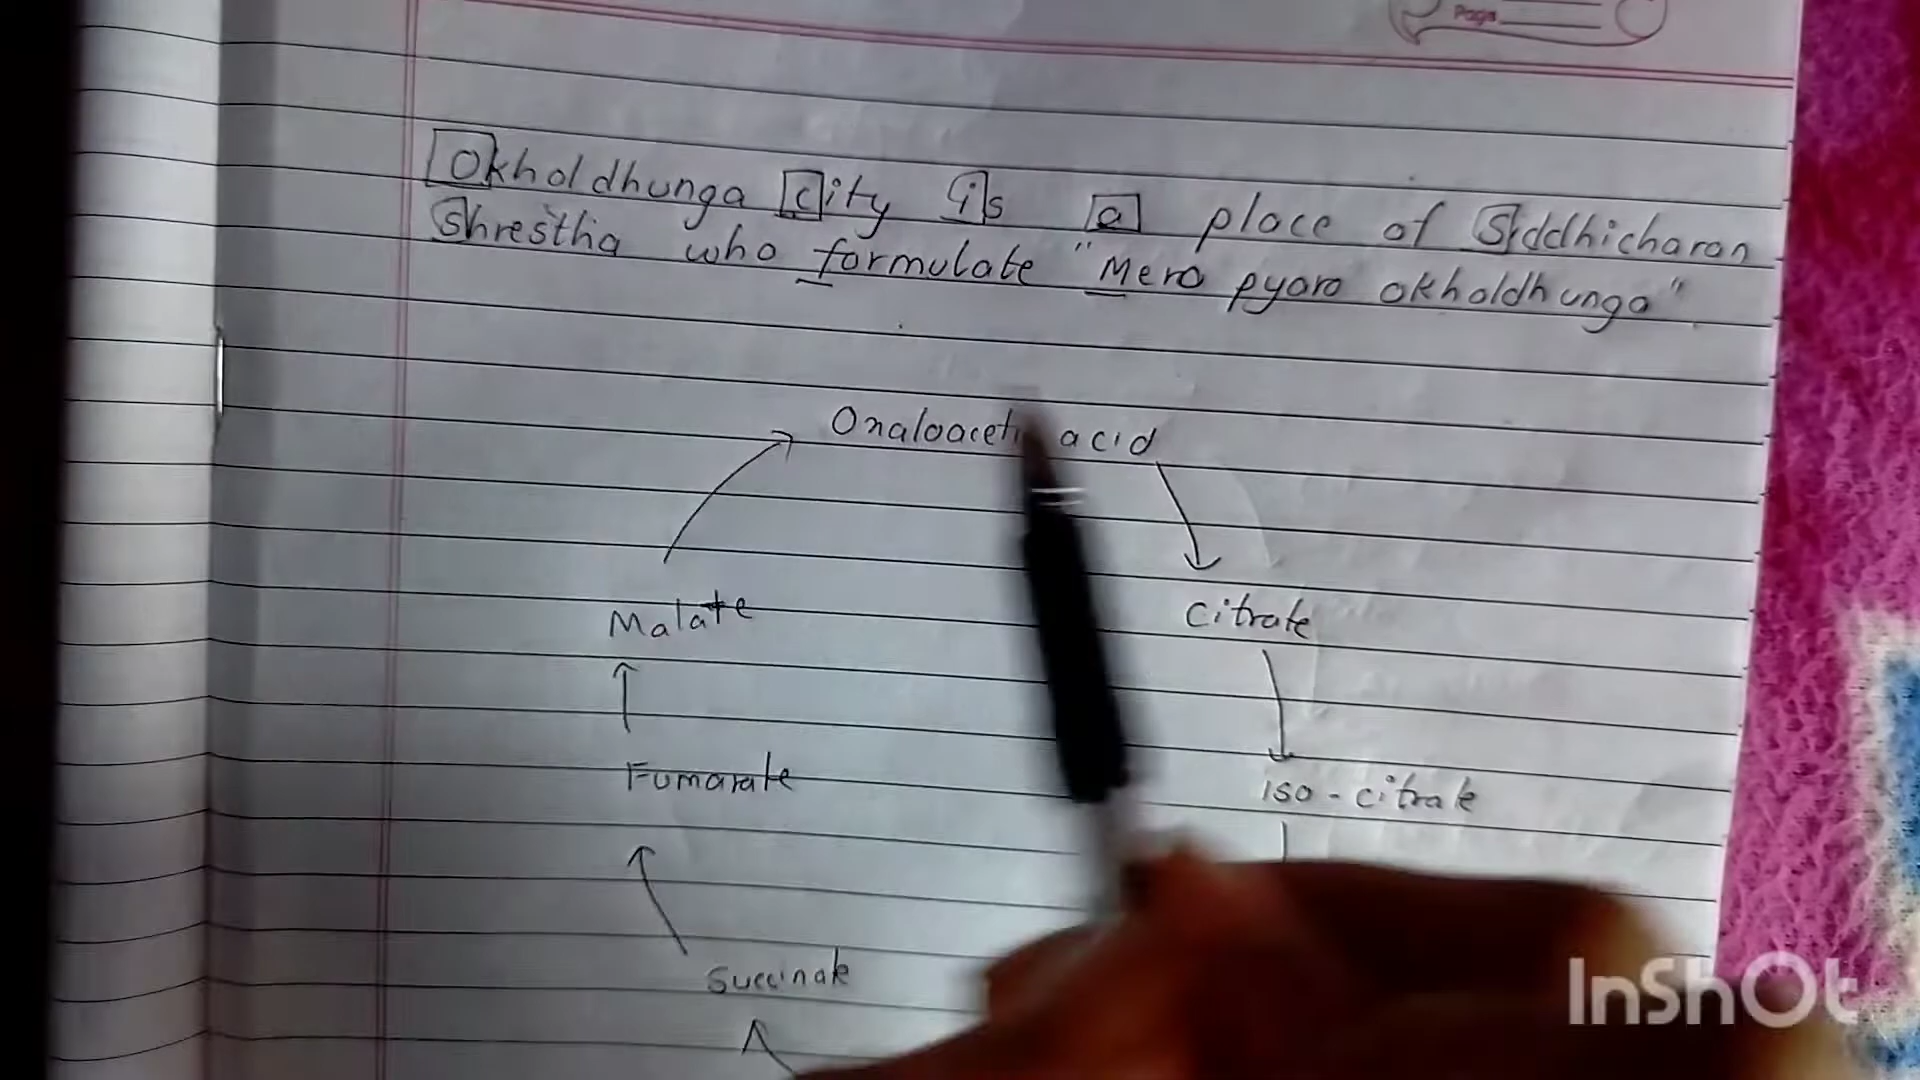 Page
Okholdhunga city is a place of Siddhicharan
Shrestha who formulate "Mero pyaro okholdhunga"
Oxaloacetic acid
Malate
Citrate
Fumarate
iso-citrate
Succinate
InShOt